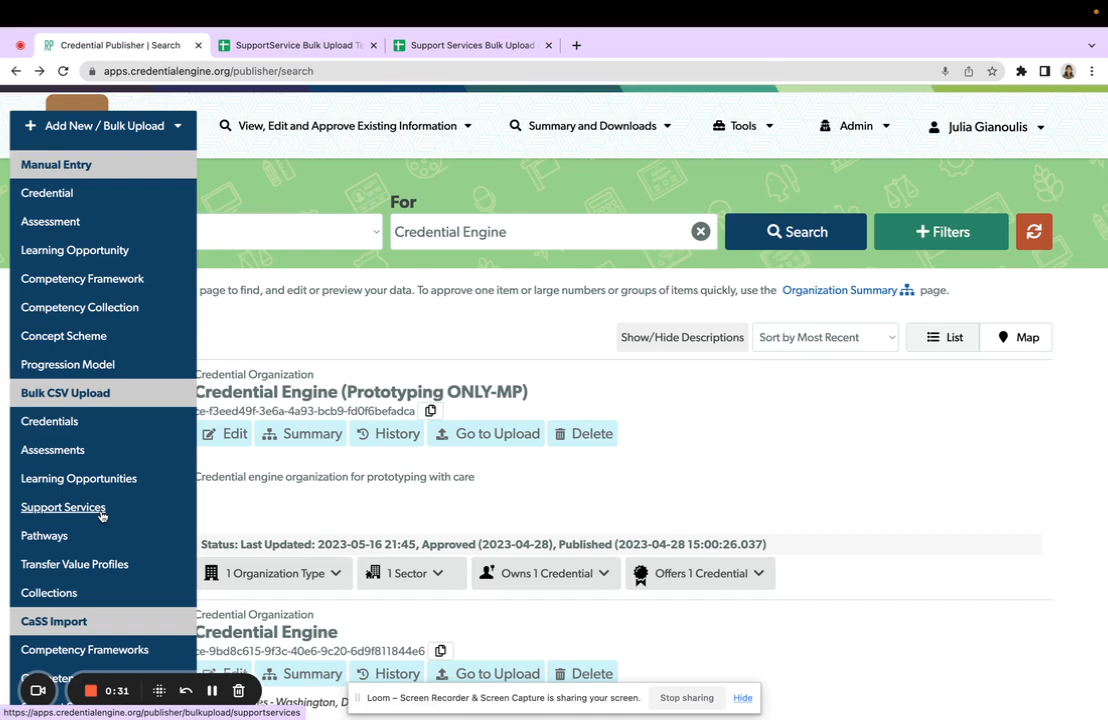 Credential Publisher | Search
SupportService Bulk Upload T
Support Services Bulk Upload
apps.credentialengine.org/publisher/search
Add New / Bulk Upload
View, Edit and Approve Existing Information
Summary and Downloads
Tools
Admin
Julia Gianoulis
Manual Entry
Credential
Assessment
Learning Opportunity
Competency Framework
Competency Collection
Concept Scheme
Progression Model
Bulk CSV Upload
Credentials
Assessments
Learning Opportunities
Support Services
Pathways
Transfer Value Profiles
Collections
CaSS Import
Competency Frameworks
For
Credential Engine
Search
Filters
page to find, and edit or preview your data. To approve one item or large numbers or groups of items quickly, use the Organization Summary page.
Show/Hide Descriptions
Sort by Most Recent
List
Map
Credential Organization
Credential Engine (Prototyping ONLY-MP)
ce-f3eed49f-3e6a-4a93-bcb9-fd0f6befadca
Edit
Summary
History
Go to Upload
Delete
Credential engine organization for prototyping with care
Status: Last Updated: 2023-05-16 21:45, Approved (2023-04-28), Published (2023-04-28 15:00:26.037)
1 Organization Type
1 Sector
Owns 1 Credential
Offers 1 Credential
Credential Organization
Credential Engine
ce-9bd8c615-9f3c-40e6-9c20-6d9f811844e6
Edit
Summary
History
Go to Upload
Delete
- Washington, D
0:31
Loom – Screen Recorder & Screen Capture is sharing your screen.
Stop sharing
Hide
https://apps.credentialengine.org/publisher/bulkupload/supportservices